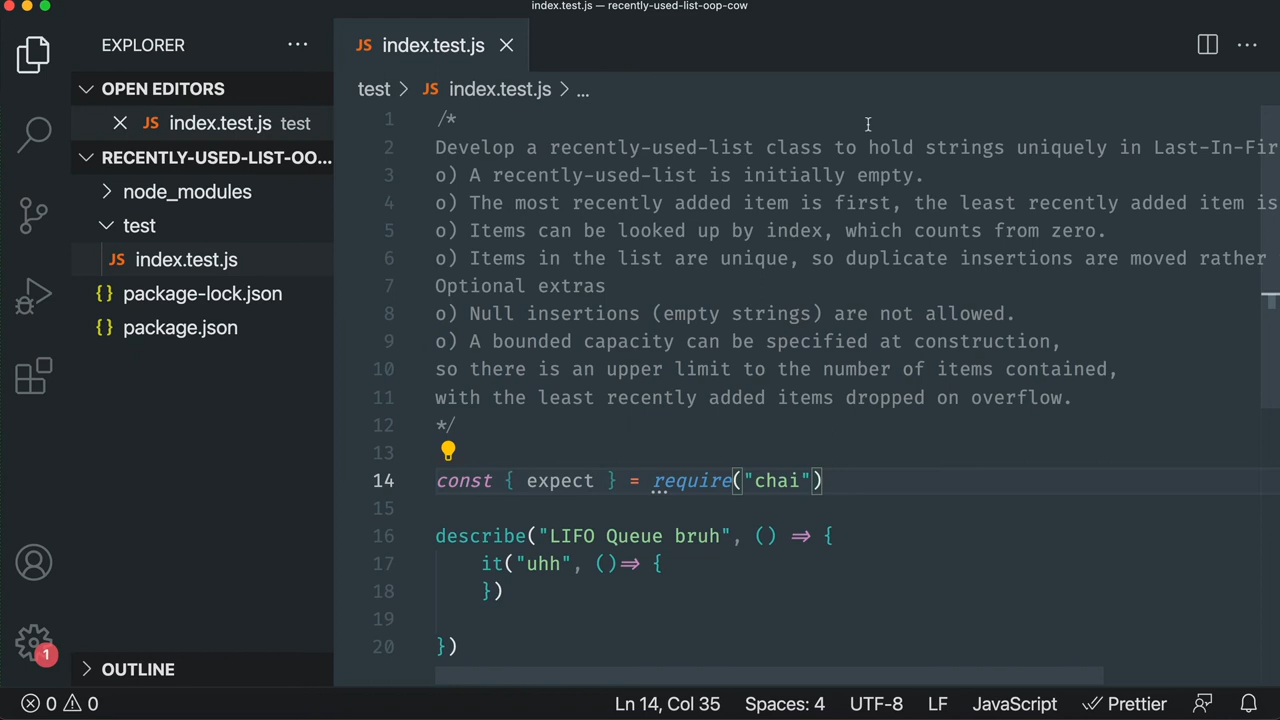 index.test.js — recently-used-list-oop-cow
EXPLORER ···
OPEN EDITORS
JS index.test.js test
RECENTLY-USED-LIST-OO...
node_modules
test
JS index.test.js
{} package-lock.json
{} package.json
OUTLINE
1
JS index.test.js
···
test > JS index.test.js > ...
1 /*
2 Develop a recently-used-list class to hold strings uniquely in Last-In-Fir
3 o) A recently-used-list is initially empty.
4 o) The most recently added item is first, the least recently added item is
5 o) Items can be looked up by index, which counts from zero.
6 o) Items in the list are unique, so duplicate insertions are moved rather
7 Optional extras
8 o) Null insertions (empty strings) are not allowed.
9 o) A bounded capacity can be specified at construction,
10 so there is an upper limit to the number of items contained,
11 with the least recently added items dropped on overflow.
12 */
13
14 const { expect } = require("chai")
15
16 describe("LIFO Queue bruh", () => {
17 it("uhh", ()=> {
18 })
19
20 })
0 0 Ln 14, Col 35 Spaces: 4 UTF-8 LF JavaScript Prettier